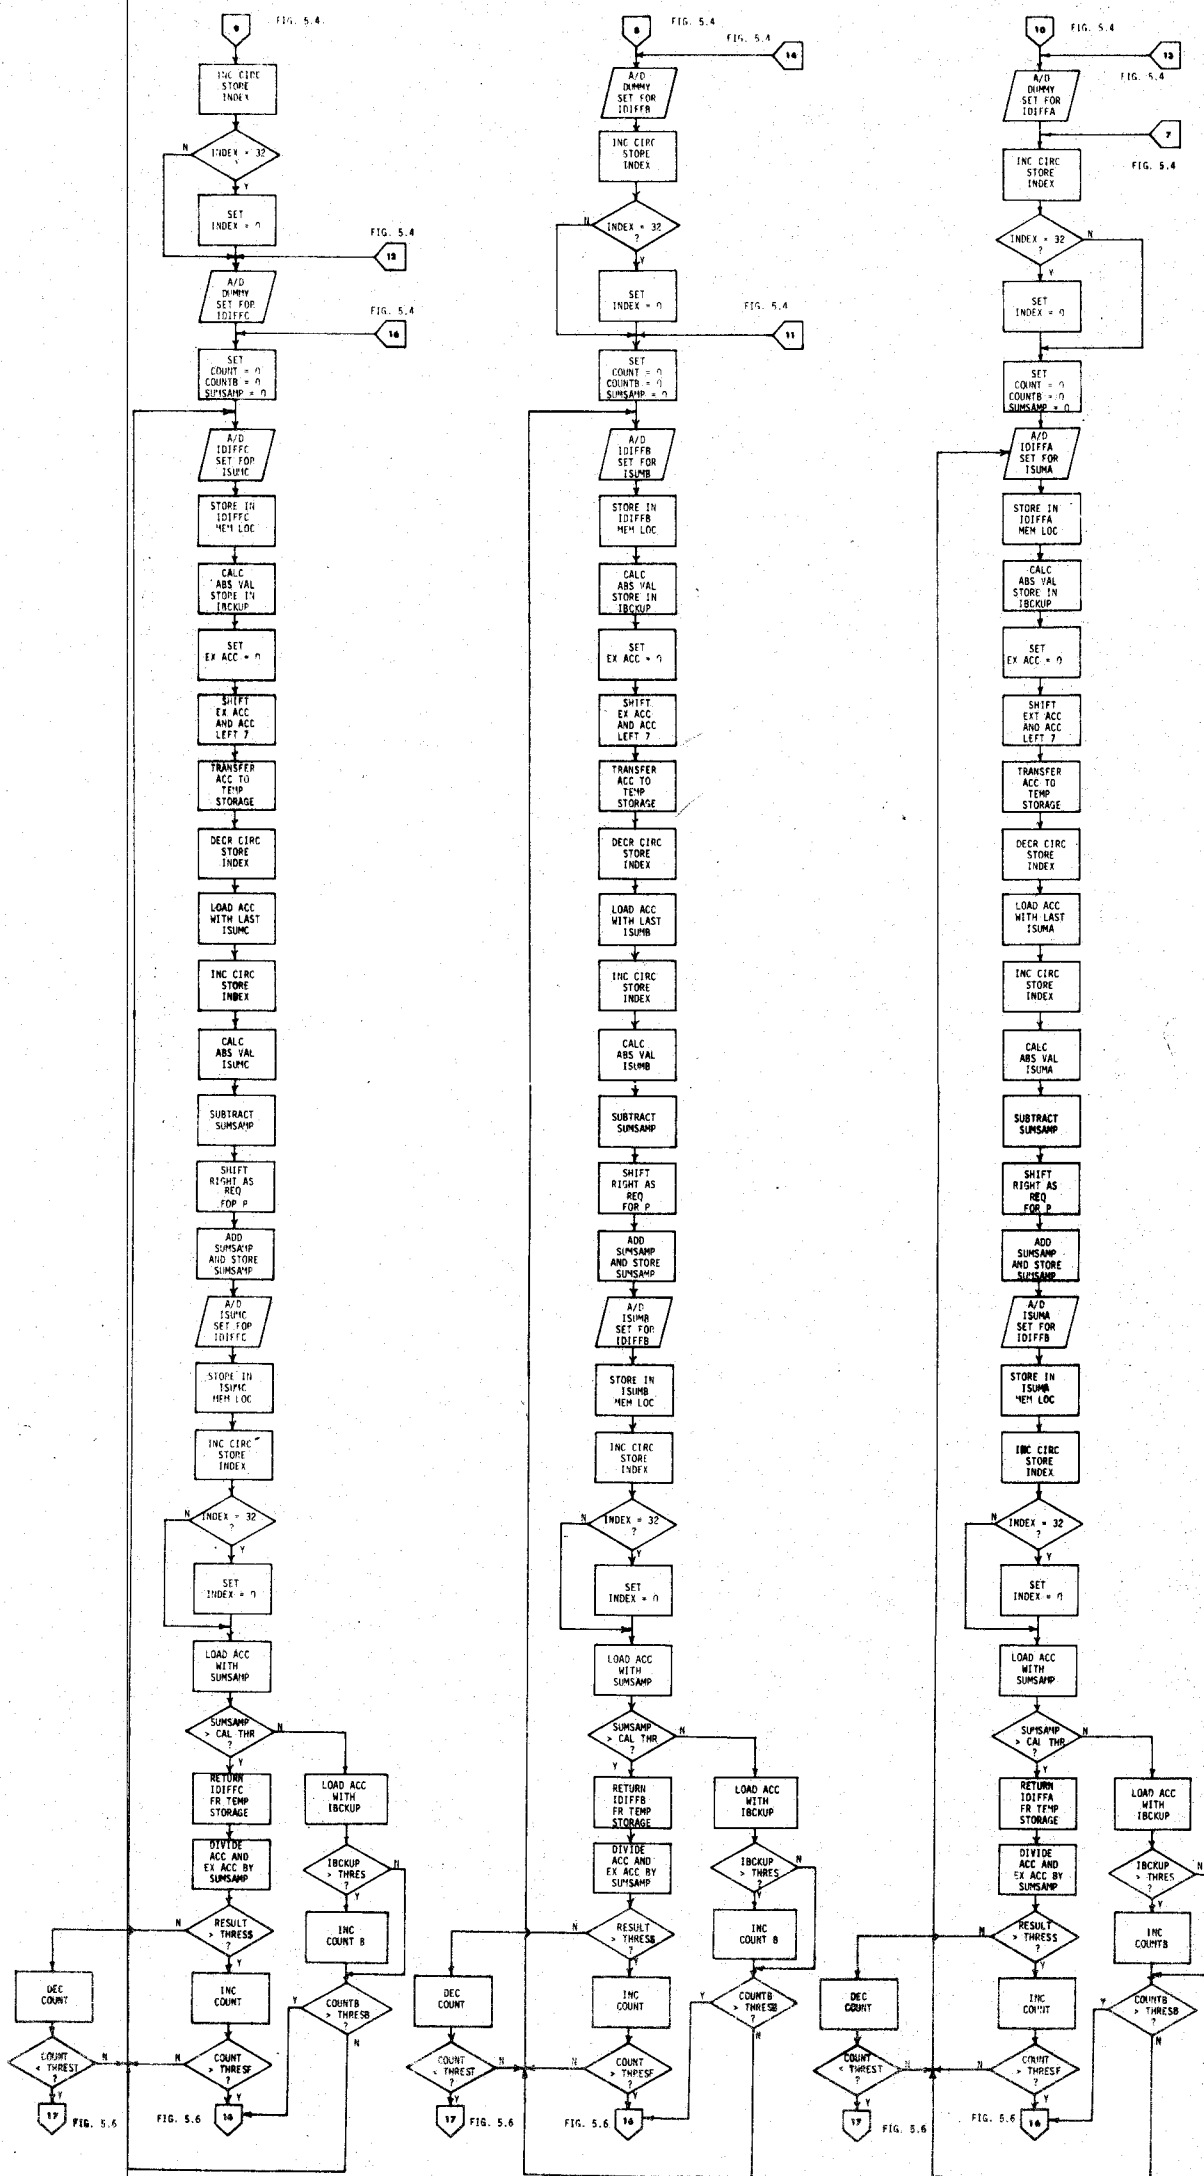 9
FIG. 5.4
INC CIRC
STORE
INDEX
INDEX = 32
?
N
Y
SET
INDEX = 0
FIG. 5.4
12
A/D
DUMMY
SET FOR
IDIFFC
FIG. 5.4
16
SET
COUNT = 0
COUNTB = 0
SUMSAMP = 0
A/D
IDIFFC
SET FOR
ISUMC
STORE IN
IDIFFC
MEM LOC
CALC
ABS VAL
STORE IN
IBCKUP
SET
EX ACC = 0
SHIFT
EX ACC
AND ACC
LEFT 7
TRANSFER
ACC TO
TEMP
STORAGE
DECR CIRC
STORE
INDEX
LOAD ACC
WITH LAST
ISUMC
INC CIRC
STORE
INDEX
CALC
ABS VAL
ISUMC
SUBTRACT
SUMSAMP
SHIFT
RIGHT AS
REQ
FOR P
ADD
SUMSAMP
AND STORE
SUMSAMP
A/D
ISUMC
SET FOR
IDIFFC
STORE IN
ISUMC
MEM LOC
INC CIRC
STORE
INDEX
N
INDEX = 32
?
Y
SET
INDEX = 0
LOAD ACC
WITH
SUMSAMP
SUMSAMP
> CAL THR
?
N
Y
RETURN
IDIFFC
FR TEMP
STORAGE
LOAD ACC
WITH
IBCKUP
DIVIDE
ACC AND
EX ACC BY
SUMSAMP
IBCKUP
> THRES
?
N
Y
N
RESULT
> THRESS
?
Y
INC
COUNT B
DEC
COUNT
INC
COUNT
Y
COUNTB
> THRESB
?
N
COUNT
< THREST
?
N
Y
N
COUNT
> THRESF
?
Y
17
FIG. 5.6
FIG. 5.6
8
FIG. 5.4
FIG. 5.4
14
A/D
DUMMY
SET FOR
IDIFFB
INC CIRC
STORE
INDEX
N
INDEX = 32
?
Y
SET
INDEX = 0
FIG. 5.4
11
SET
COUNT = 0
COUNTB = 0
SUMSAMP = 0
A/D
IDIFFB
SET FOR
ISUMB
STORE IN
IDIFFB
MEM LOC
CALC
ABS VAL
STORE IN
IBCKUP
SET
EX ACC = 0
SHIFT
EX ACC
AND ACC
LEFT 7
TRANSFER
ACC TO
TEMP
STORAGE
DECR CIRC
STORE
INDEX
LOAD ACC
WITH LAST
ISUMB
INC CIRC
STORE
INDEX
CALC
ABS VAL
ISUMB
SUBTRACT
SUMSAMP
SHIFT
RIGHT AS
REQ
FOR P
ADD
SUMSAMP
AND STORE
SUMSAMP
A/D
ISUMB
SET FOR
IDIFFB
STORE IN
ISUMB
MEM LOC
INC CIRC
STORE
INDEX
N
INDEX = 32
?
Y
SET
INDEX = 0
LOAD ACC
WITH
SUMSAMP
SUMSAMP
> CAL THR
?
N
Y
RETURN
IDIFFB
FR TEMP
STORAGE
LOAD ACC
WITH
IBCKUP
DIVIDE
ACC AND
EX ACC BY
SUMSAMP
IBCKUP
> THRES
?
N
Y
N
RESULT
> THRESS
?
Y
INC
COUNT B
DEC
COUNT
INC
COUNT
Y
COUNTB
> THRESB
?
N
COUNT
< THREST
?
N
Y
N
COUNT
> THRESF
?
Y
17
FIG. 5.6
FIG. 5.6
16
10
FIG. 5.4
13
FIG. 5.4
A/D
DUMMY
SET FOR
IDIFFA
7
FIG. 5.4
INC CIRC
STORE
INDEX
INDEX = 32
?
N
Y
SET
INDEX = 0
SET
COUNT = 0
COUNTB = 0
SUMSAMP = 0
A/D
IDIFFA
SET FOR
ISUMA
STORE IN
IDIFFA
MEM LOC
CALC
ABS VAL
STORE IN
IBCKUP
SET
EX ACC = 0
SHIFT
EXT ACC
AND ACC
LEFT 7
TRANSFER
ACC TO
TEMP
STORAGE
DECR CIRC
STORE
INDEX
LOAD ACC
WITH LAST
ISUMA
INC CIRC
STORE
INDEX
CALC
ABS VAL
ISUMA
SUBTRACT
SUMSAMP
SHIFT
RIGHT AS
REQ
FOR P
ADD
SUMSAMP
AND STORE
SUMSAMP
A/D
ISUMA
SET FOR
IDIFFB
STORE IN
ISUMA
MEM LOC
INC CIRC
STORE
INDEX
N
INDEX = 32
?
Y
SET
INDEX = 0
LOAD ACC
WITH
SUMSAMP
SUMSAMP
> CAL THR
?
N
Y
RETURN
IDIFFA
FR TEMP
STORAGE
LOAD ACC
WITH
IBCKUP
DIVIDE
ACC AND
EX ACC BY
SUMSAMP
IBCKUP
> THRES
?
N
Y
N
RESULT
> THRESS
?
Y
INC
COUNTB
DEC
COUNT
INC
COUNT
Y
COUNTB
> THRESB
?
N
COUNT
< THREST
?
N
Y
N
COUNT
> THRESF
?
Y
17
FIG. 5.6
FIG. 5.6
16